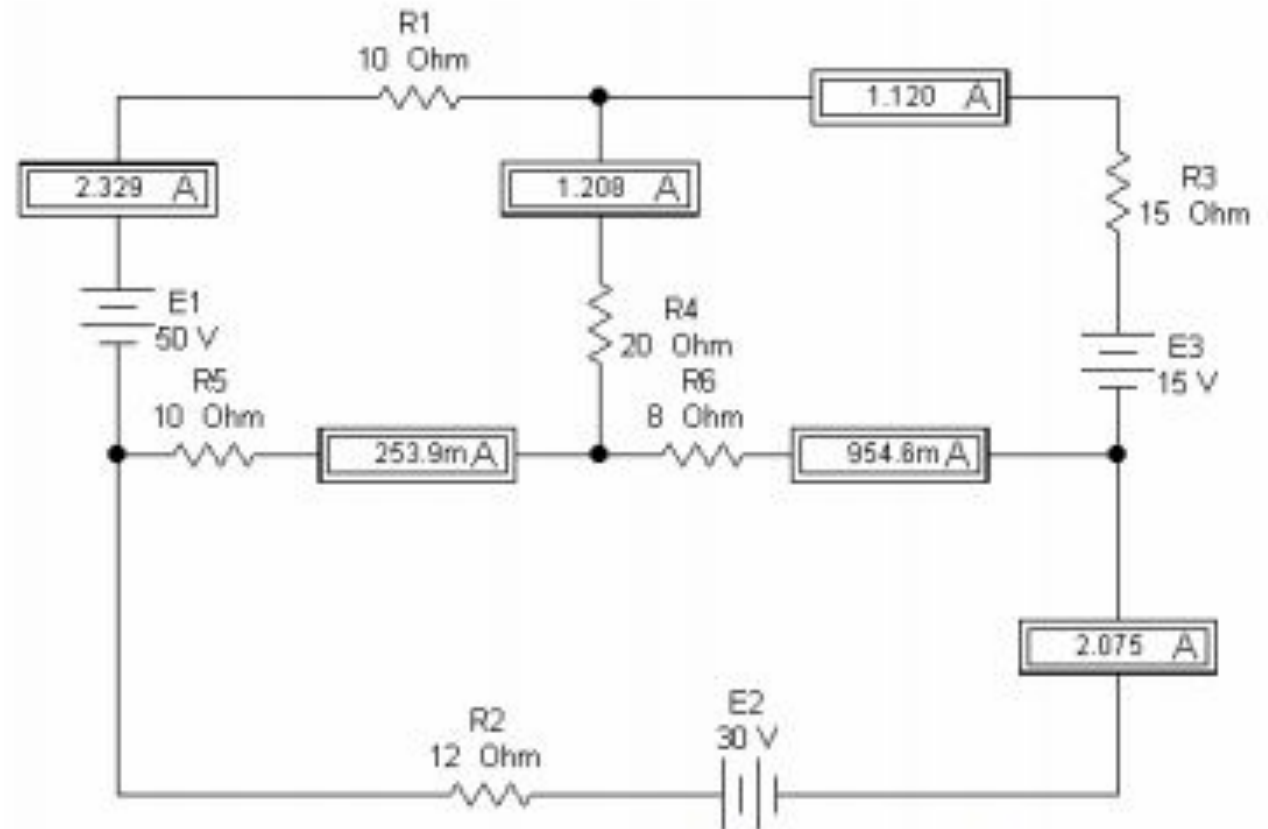 R1
10 Ohm
1.120 A
2.329 A
1.208 A
R3
15 Ohm
E1
50 V
R4
20 Ohm
E3
15 V
R5
10 Ohm
R6
8 Ohm
253.9m A
954.6m A
2.075 A
R2
12 Ohm
E2
30 V